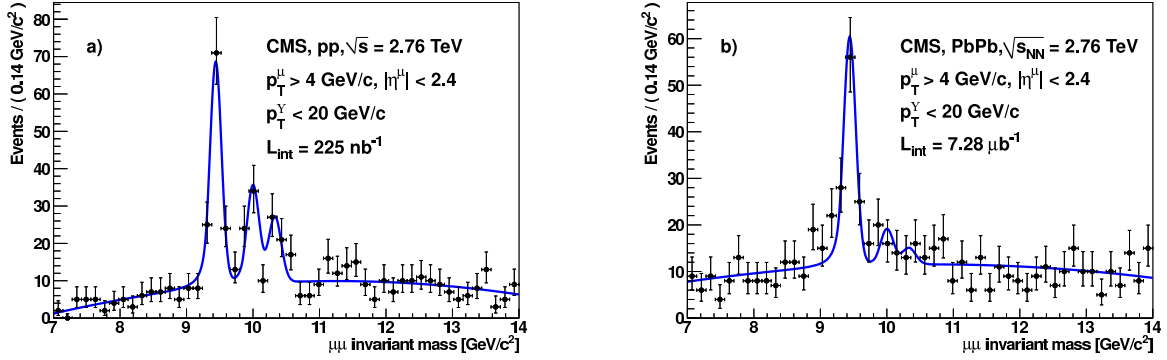 Events / ( 0.14 GeV/c² )
80
70
60
50
40
30
20
10
0
a)
CMS, pp, √s = 2.76 TeV
p_T^μ > 4 GeV/c, |η^μ| < 2.4
p_T^Υ < 20 GeV/c
L_int = 225 nb⁻¹
7 8 9 10 11 12 13 14
μμ invariant mass [GeV/c²]
Events / ( 0.14 GeV/c² )
60
50
40
30
20
10
0
b)
CMS, PbPb, √s_NN = 2.76 TeV
p_T^μ > 4 GeV/c, |η^μ| < 2.4
p_T^Υ < 20 GeV/c
L_int = 7.28 μb⁻¹
7 8 9 10 11 12 13 14
μμ invariant mass [GeV/c²]